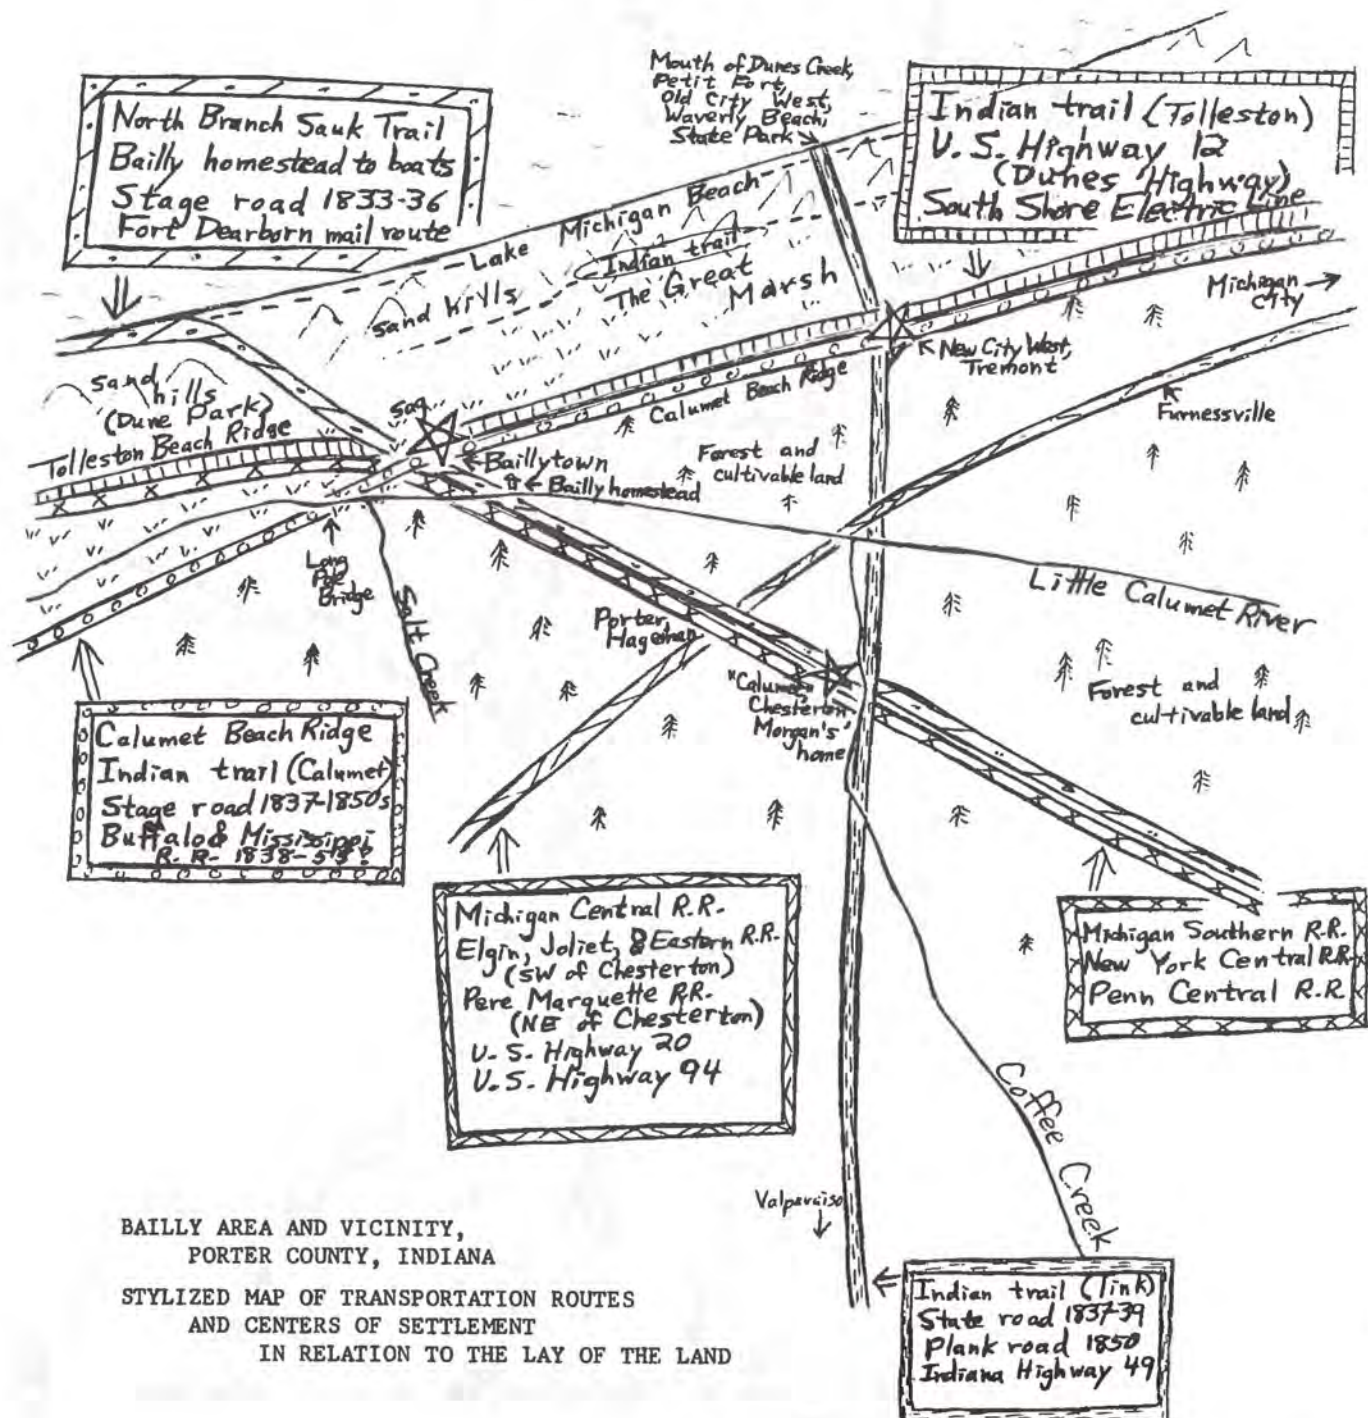 Mouth of Dunes Creek,
Petit Fort,
Old City West,
Waverly Beach,
State Park
North Branch Sauk Trail
Bailly homestead to boats
Stage road 1833-36
Fort Dearborn mail route
Indian trail (Tolleston)
U.S. Highway 12
(Dunes Highway)
South Shore Electric Line
Lake Michigan Beach
Indian trail
The Great Marsh
Sand hills
Michigan
City
New City West,
Tremont
Calumet Beach Ridge
Furnessville
Sand
hills
(Dune Park)
Tolleston Beach Ridge
Sag
Baillytown
Bailly homestead
Forest and
cultivable land
Long
Pole
Bridge
Salt Creek
Little Calumet River
Porter,
Hageman
"Calumet,"
Chesterton
Morgan's
home
Forest and
cultivable land
Calumet Beach Ridge
Indian trail (Calumet)
Stage road 1837-1850's
Buffalo & Mississippi
R.R. 1838-53?
Michigan Central R.R.
Elgin, Joliet, & Eastern R.R.
(SW of Chesterton)
Pere Marquette R.R.
(NE of Chesterton)
U.S. Highway 20
U.S. Highway 94
Michigan Southern R.R.
New York Central R.R.
Penn Central R.R.
Coffee Creek
Valparaiso
Indian trail (Tink)
State road 1837-39
Plank road 1850
Indiana Highway 49
BAILLY AREA AND VICINITY,
PORTER COUNTY, INDIANA
STYLIZED MAP OF TRANSPORTATION ROUTES
AND CENTERS OF SETTLEMENT
IN RELATION TO THE LAY OF THE LAND